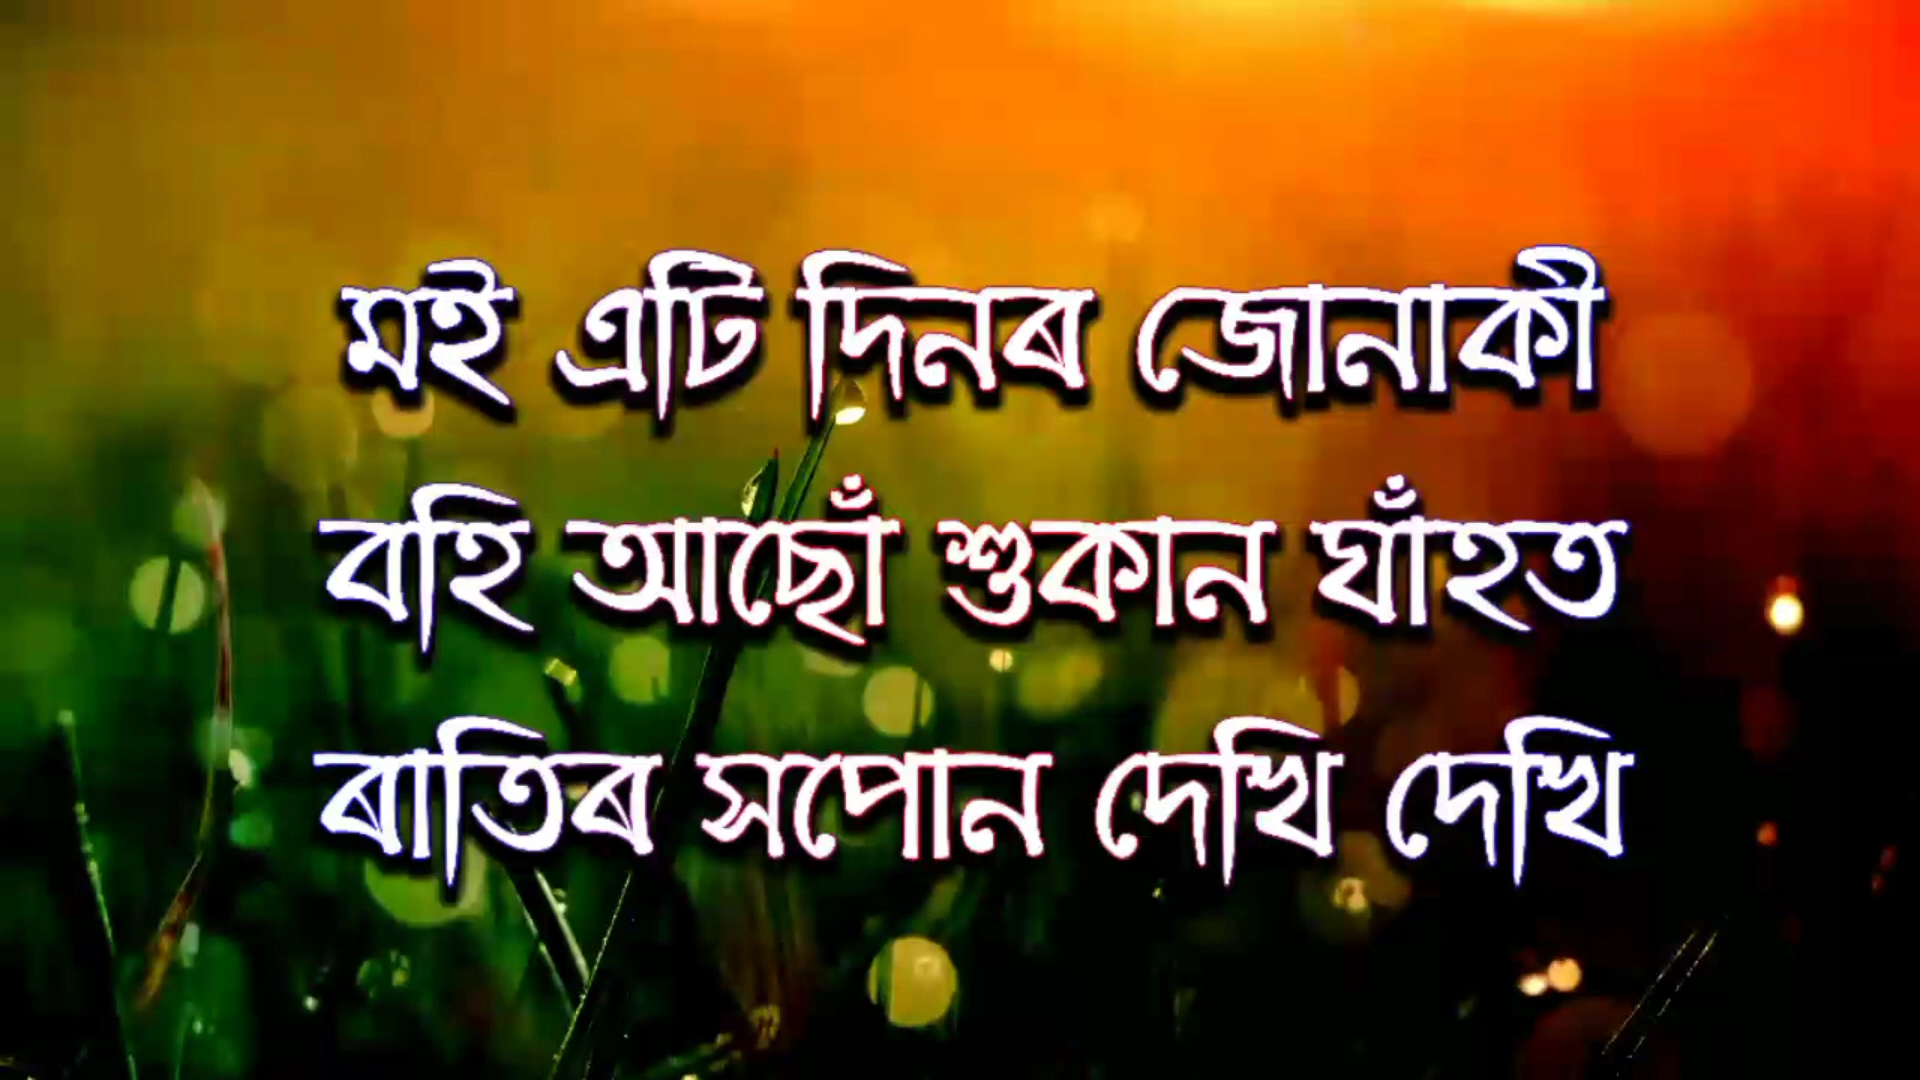 মই এটি দিনৰ জোনাকী
বহি আছোঁ শুকান ঘাঁহত
ৰাতিৰ সপোন দেখি দেখি